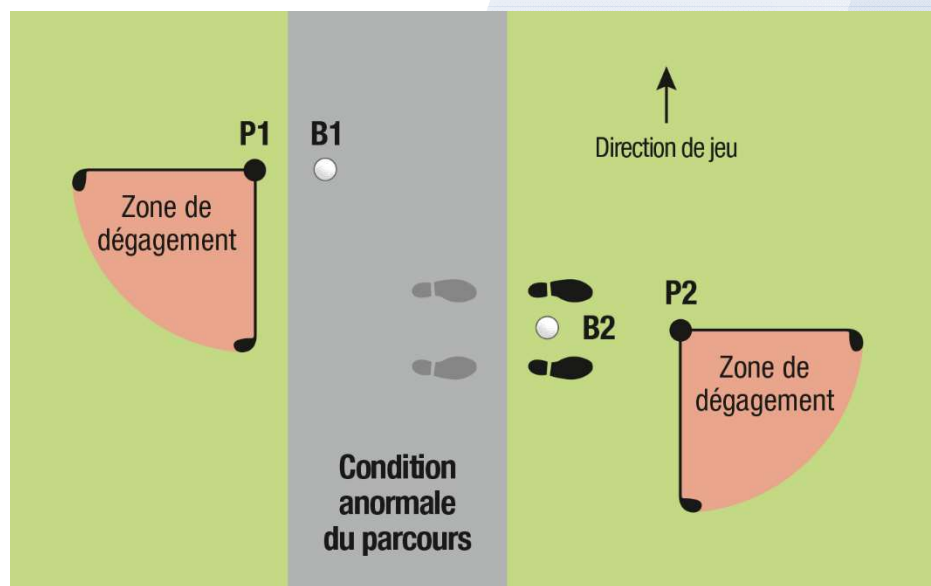 P1
B1
Direction de jeu
Zone de
dégagement
P2
B2
Zone de
dégagement
Condition
anormale
du parcours